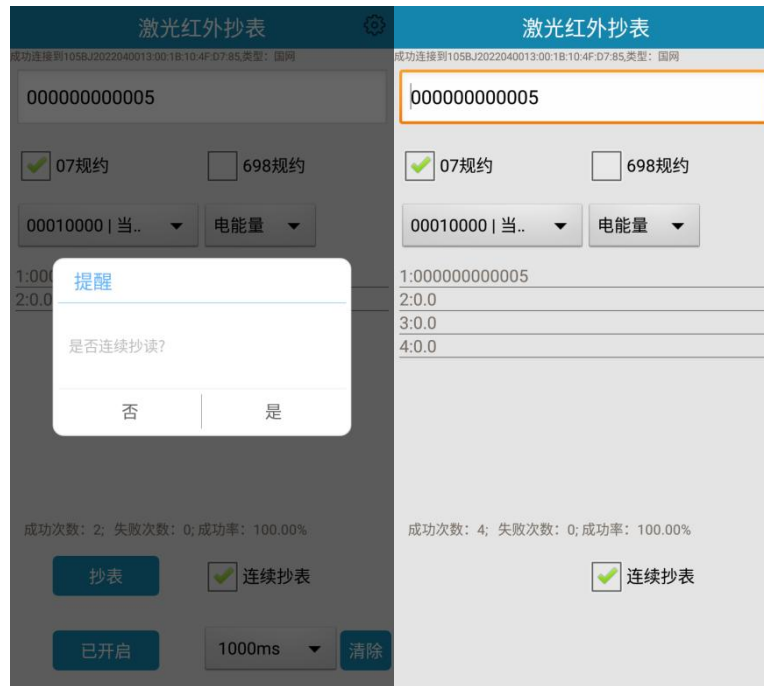 激光红外抄表
成功连接到105BJ2022040013:00:1B:10:4F:D7:85,类型：国网
000000000005
07规约 698规约
00010000 | 当.. 电能量
1:000
2:0.0
提醒
是否连续抄读?
否 是
成功次数：2; 失败次数：0; 成功率：100.00%
抄表 连续抄表
已开启 1000ms 清除
激光红外抄表
成功连接到105BJ2022040013:00:1B:10:4F:D7:85,类型：国网
000000000005
07规约 698规约
00010000 | 当.. 电能量
1:000000000005
2:0.0
3:0.0
4:0.0
成功次数：4; 失败次数：0; 成功率：100.00%
连续抄表